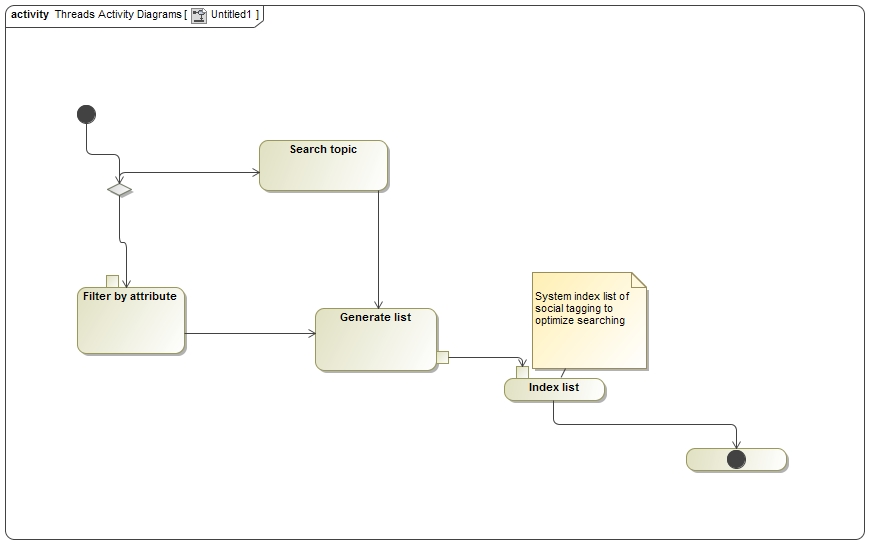 activity Threads Activity Diagrams [ Untitled1 ]
Search topic
Filter by attribute
Generate list
System index list of
social tagging to
optimize searching
Index list